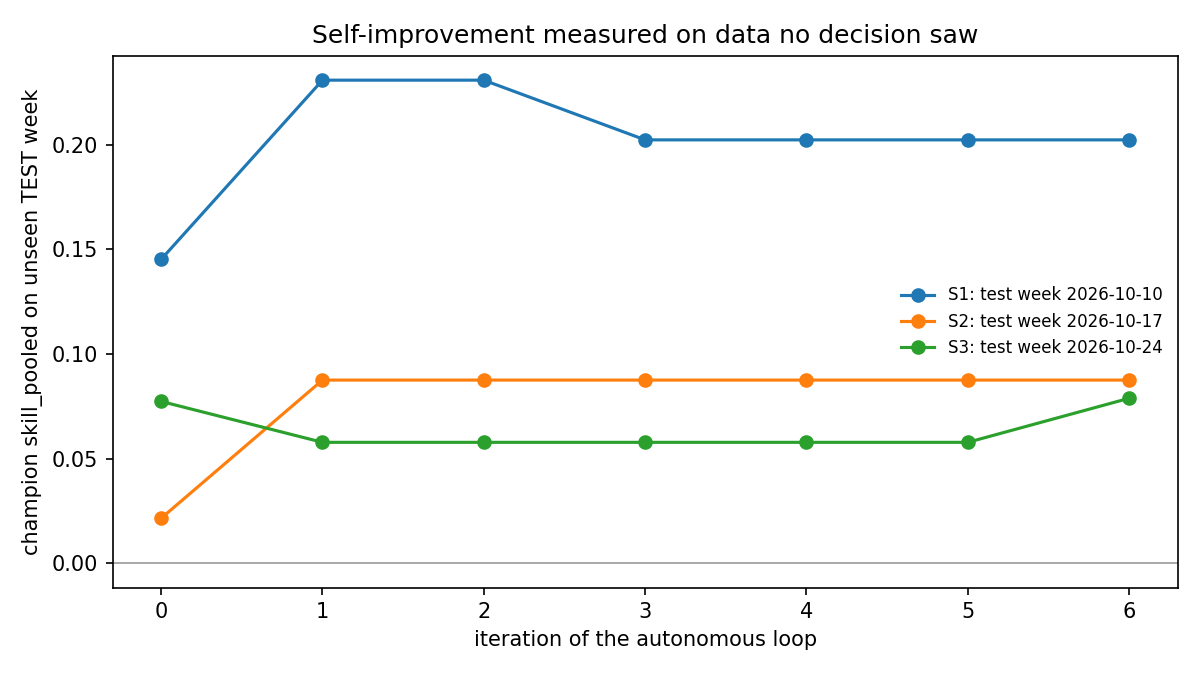 Self-improvement measured on data no decision saw
champion skill_pooled on unseen TEST week
0.20
0.15
0.10
0.05
0.00
S1: test week 2026-10-10
S2: test week 2026-10-17
S3: test week 2026-10-24
0 1 2 3 4 5 6
iteration of the autonomous loop